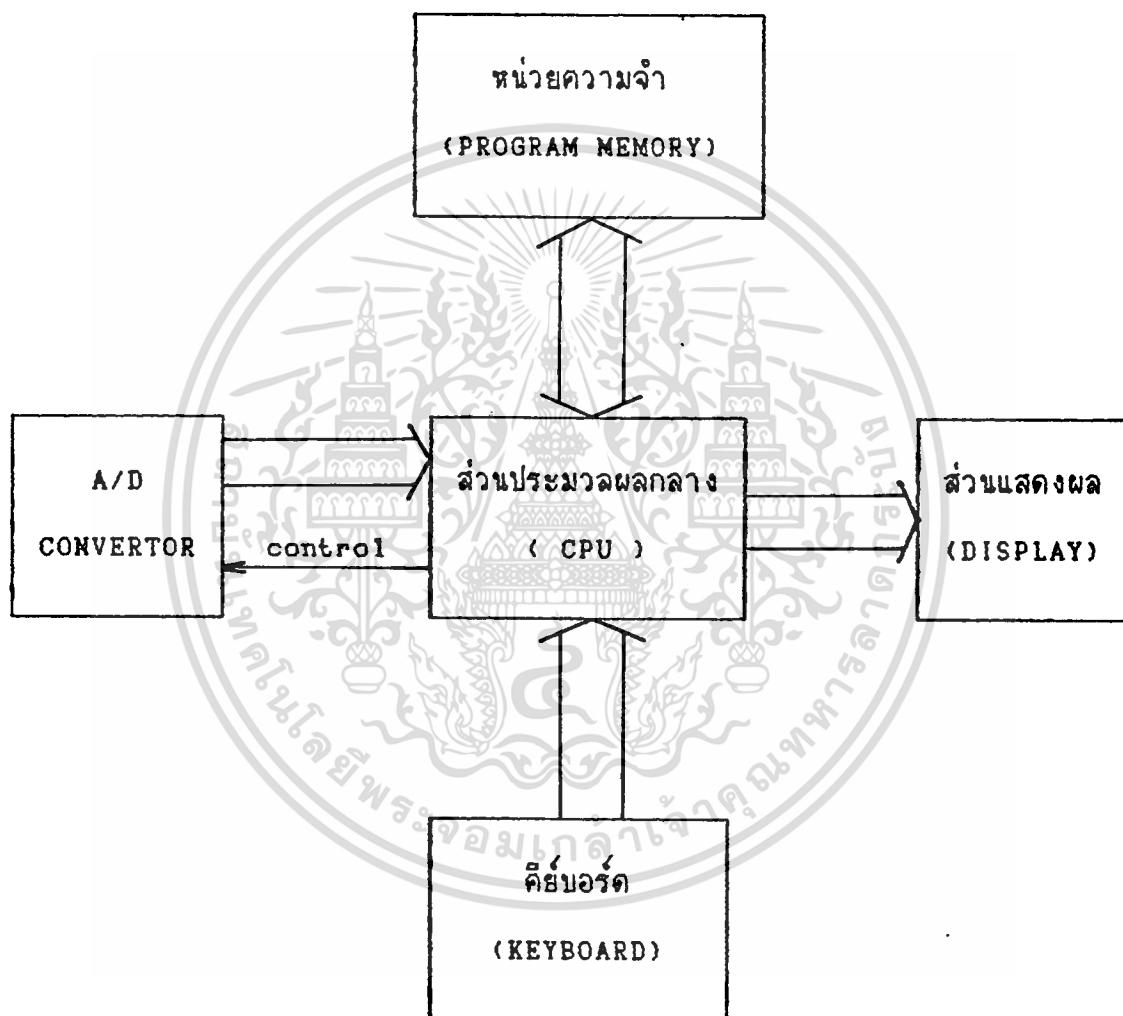 หน่วยความจำ
(PROGRAM MEMORY)
A/D
CONVERTOR
control
ส่วนประมวลผลกลาง
( CPU )
ส่วนแสดงผล
(DISPLAY)
คีย์บอร์ด
(KEYBOARD)